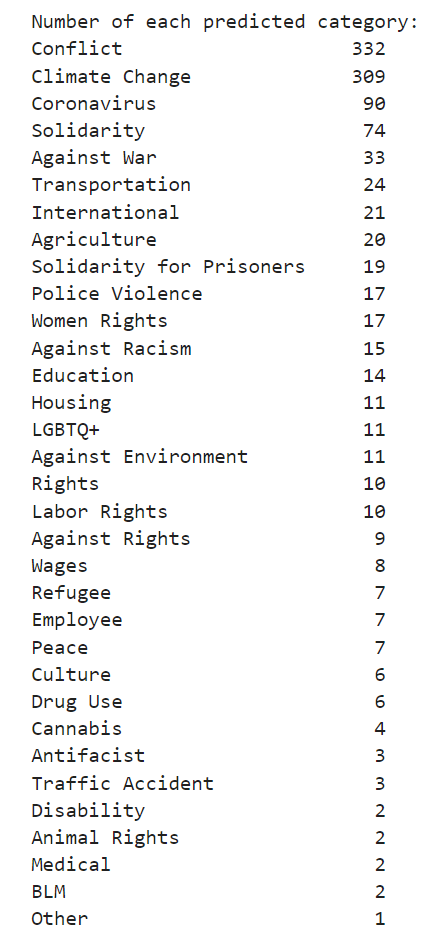 Number of each predicted category:
Conflict 332
Climate Change 309
Coronavirus 90
Solidarity 74
Against War 33
Transportation 24
International 21
Agriculture 20
Solidarity for Prisoners 19
Police Violence 17
Women Rights 17
Against Racism 15
Education 14
Housing 11
LGBTQ+ 11
Against Environment 11
Rights 10
Labor Rights 10
Against Rights 9
Wages 8
Refugee 7
Employee 7
Peace 7
Culture 6
Drug Use 6
Cannabis 4
Antifacist 3
Traffic Accident 3
Disability 2
Animal Rights 2
Medical 2
BLM 2
Other 1